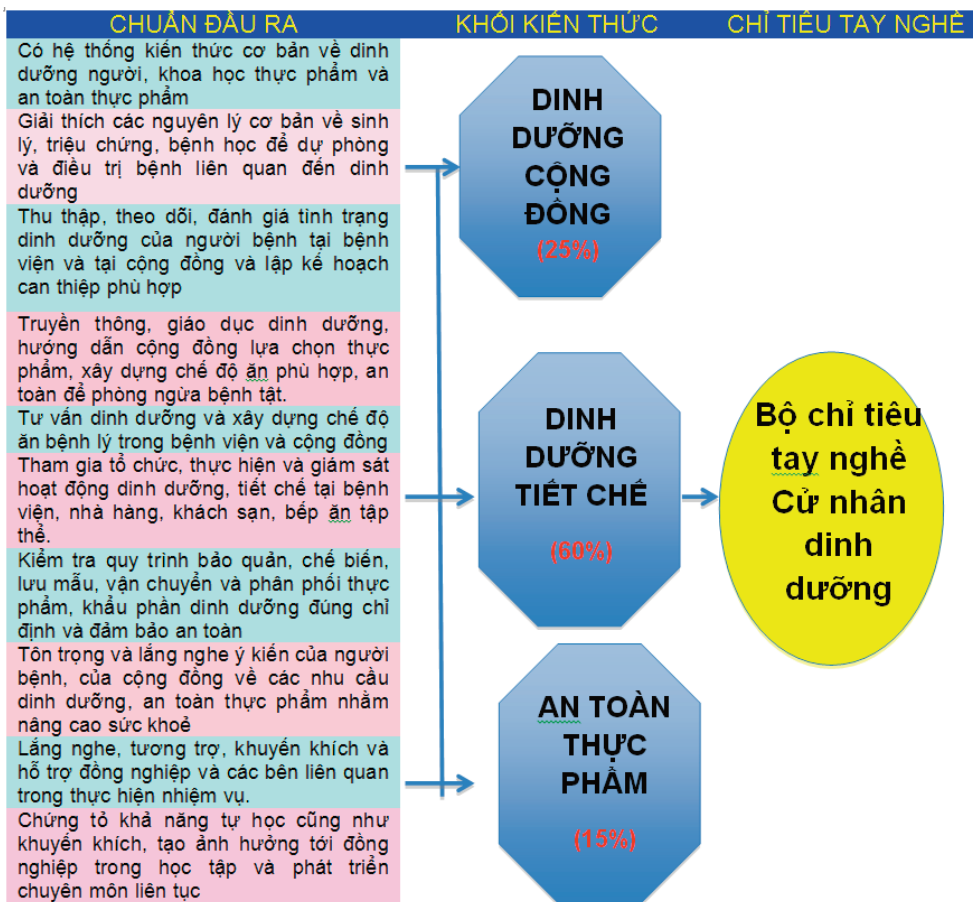 CHUẨN ĐẦU RA
KHỐI KIẾN THỨC
CHỈ TIÊU TAY NGHỀ
Có hệ thống kiến thức cơ bản về dinh
dưỡng người, khoa học thực phẩm và
an toàn thực phẩm
Giải thích các nguyên lý cơ bản về sinh
lý, triệu chứng, bệnh học để dự phòng
và điều trị bệnh liên quan đến dinh
dưỡng
Thu thập, theo dõi, đánh giá tình trạng
dinh dưỡng của người bệnh tại bệnh
viện và tại cộng đồng và lập kế hoạch
can thiệp phù hợp
Truyền thông, giáo dục dinh dưỡng,
hướng dẫn cộng đồng lựa chọn thực
phẩm, xây dựng chế độ ăn phù hợp, an
toàn để phòng ngừa bệnh tật.
Tư vấn dinh dưỡng và xây dựng chế độ
ăn bệnh lý trong bệnh viện và cộng đồng
Tham gia tổ chức, thực hiện và giám sát
hoạt động dinh dưỡng, tiết chế tại bệnh
viện, nhà hàng, khách sạn, bếp ăn tập
thể.
Kiểm tra quy trình bảo quản, chế biến,
lưu mẫu, vận chuyển và phân phối thực
phẩm, khẩu phần dinh dưỡng đúng chỉ
định và đảm bảo an toàn
Tôn trọng và lắng nghe ý kiến của người
bệnh, của cộng đồng về các nhu cầu
dinh dưỡng, an toàn thực phẩm nhằm
nâng cao sức khoẻ
Lắng nghe, tương trợ, khuyến khích và
hỗ trợ đồng nghiệp và các bên liên quan
trong thực hiện nhiệm vụ.
Chứng tỏ khả năng tự học cũng như
khuyến khích, tạo ảnh hưởng tới đồng
nghiệp trong học tập và phát triển
chuyên môn liên tục
DINH
DƯỠNG
CỘNG
ĐỒNG
(25%)
DINH
DƯỠNG
TIẾT CHẾ
(60%)
AN TOÀN
THỰC
PHẨM
(15%)
Bộ chỉ tiêu
tay nghề
Cử nhân
dinh
dưỡng